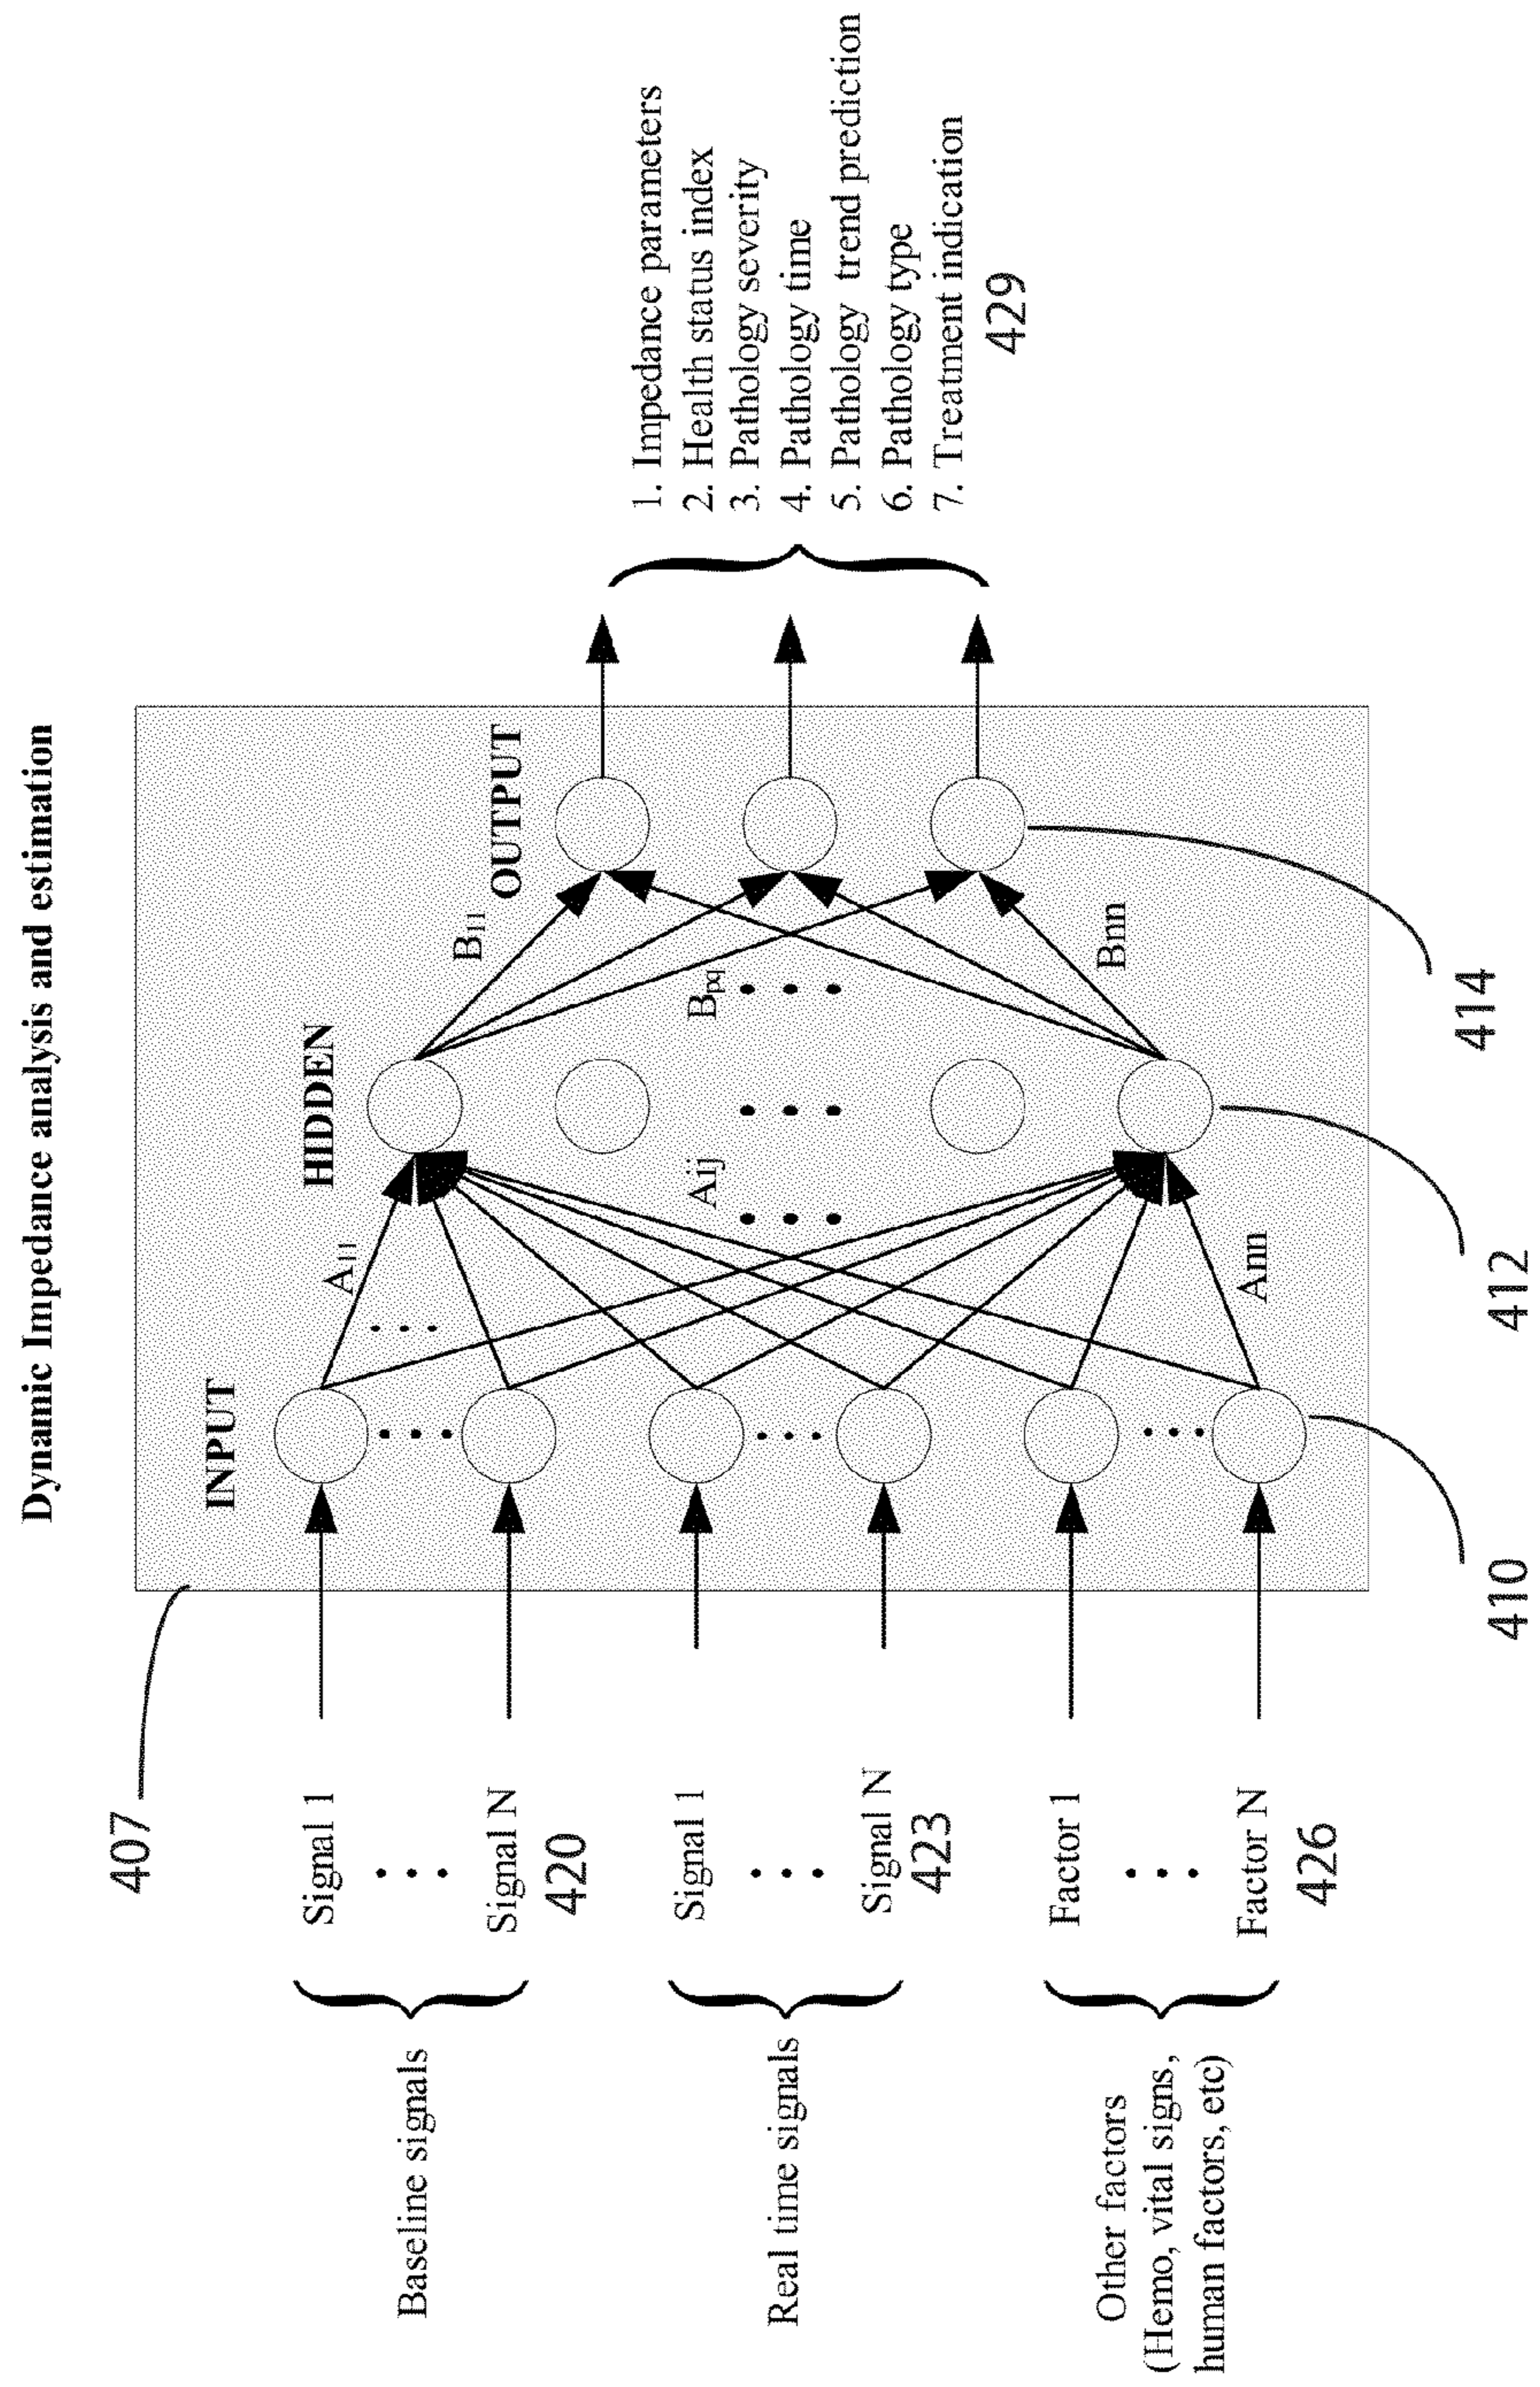 Dynamic Impedance analysis and estimation
407
INPUT
HIDDEN
OUTPUT
Baseline signals
Signal 1
Signal N
420
Real time signals
Signal 1
Signal N
423
Other factors
(Hemo, vital signs,
human factors, etc)
Factor 1
Factor N
426
A11
Aij
Ann
B11
Bpq
Bnn
1. Impedance parameters
2. Health status index
3. Pathology severity
4. Pathology time
5. Pathology trend prediction
6. Pathology type
7. Treatment indication
429
410
412
414